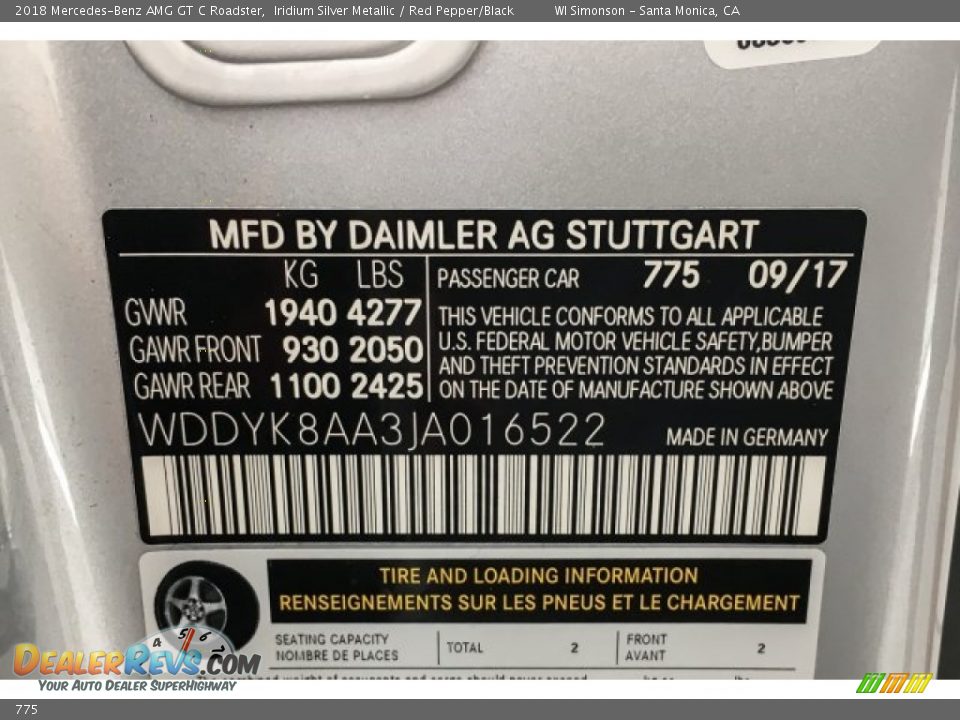 2018 Mercedes-Benz AMG GT C Roadster, Iridium Silver Metallic / Red Pepper/Black WI Simonson - Santa Monica, CA
MFD BY DAIMLER AG STUTTGART
KG LBS PASSENGER CAR 775 09/17
GVWR 1940 4277 THIS VEHICLE CONFORMS TO ALL APPLICABLE
GAWR FRONT 930 2050 U.S. FEDERAL MOTOR VEHICLE SAFETY,BUMPER
AND THEFT PREVENTION STANDARDS IN EFFECT
GAWR REAR 1100 2425 ON THE DATE OF MANUFACTURE SHOWN ABOVE
WDDYK8AA3JA016522 MADE IN GERMANY
TIRE AND LOADING INFORMATION
RENSEIGNEMENTS SUR LES PNEUS ET LE CHARGEMENT
SEATING CAPACITY TOTAL 2 FRONT 2
NOMBRE DE PLACES AVANT
4 5 6
DEALERREVS.COM
YOUR AUTO DEALER SUPERHIGHWAY
775